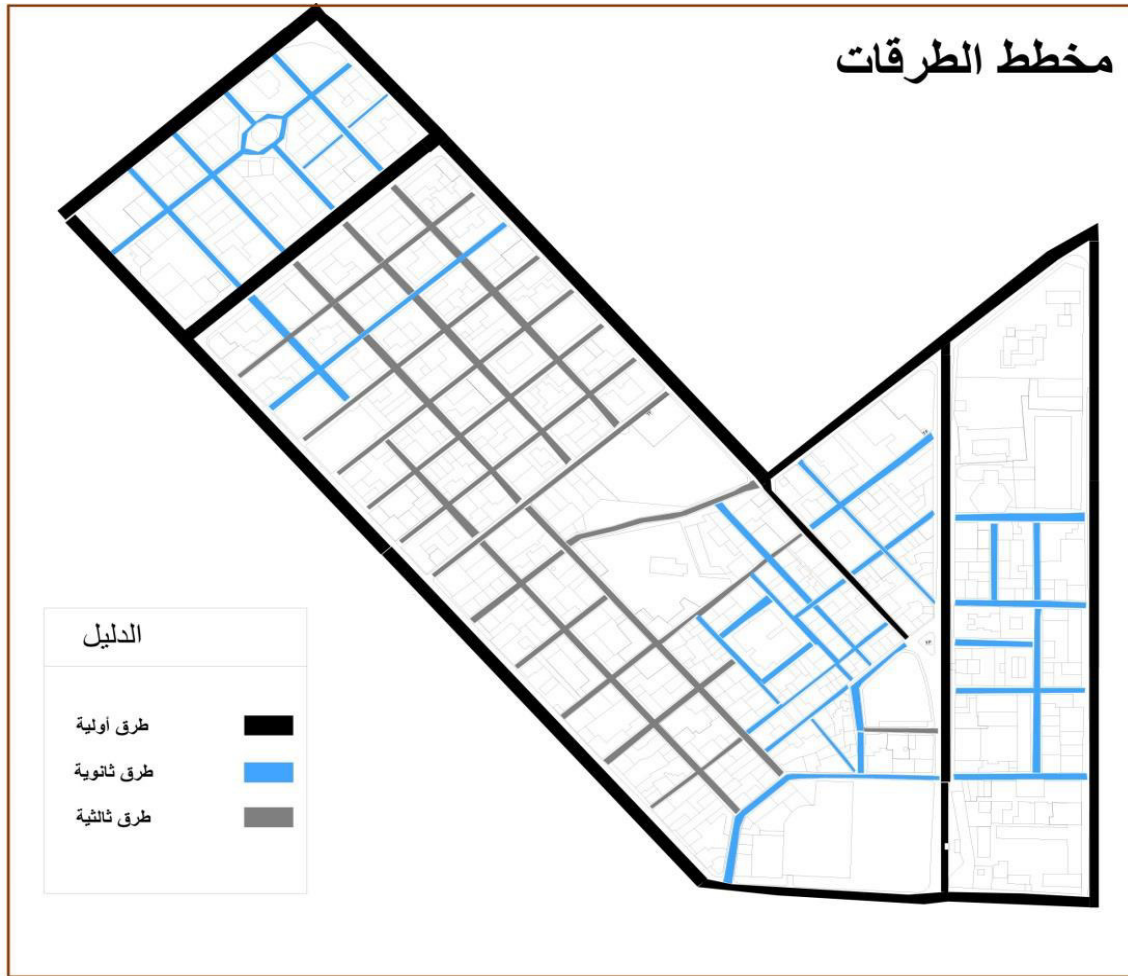 مخطط الطرقات
الدليل
طرق أولية
طرق ثانوية
طرق ثالثية